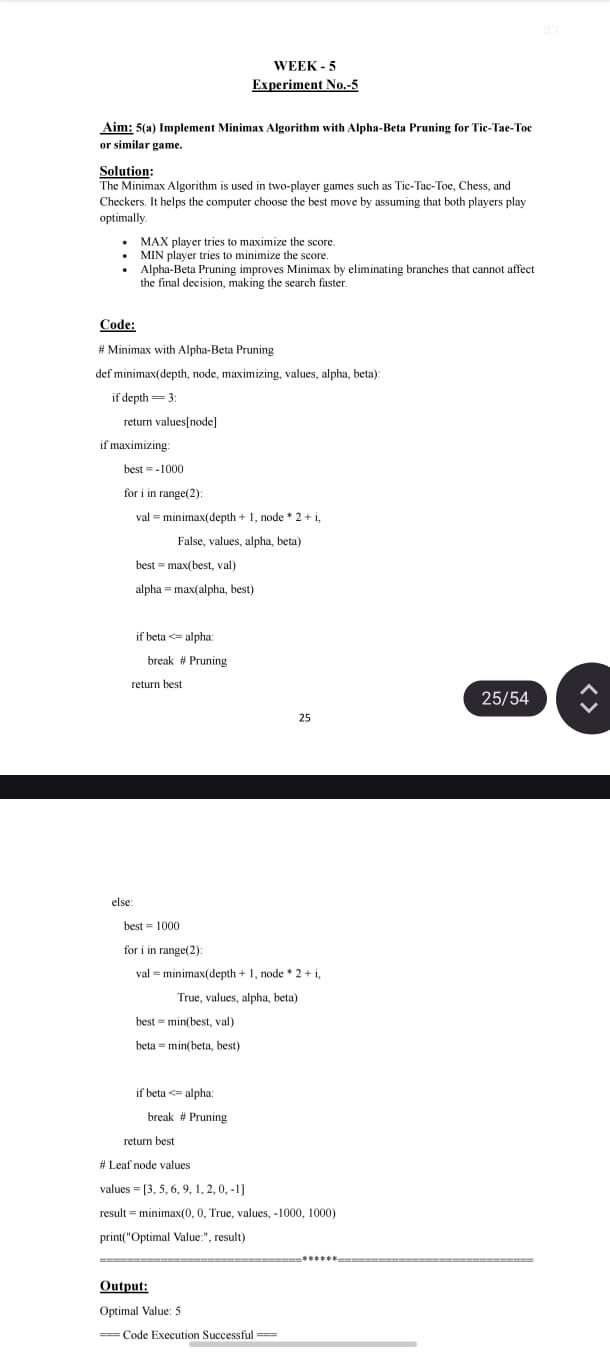 83
WEEK - 5
Experiment No.-5
Aim: 5(a) Implement Minimax Algorithm with Alpha-Beta Pruning for Tic-Tac-Toc
or similar game.
Solution:
The Minimax Algorithm is used in two-player games such as Tic-Tac-Toe, Chess, and
Checkers. It helps the computer choose the best move by assuming that both players play
optimally.
• MAX player tries to maximize the score.
• MIN player tries to minimize the score.
• Alpha-Beta Pruning improves Minimax by eliminating branches that cannot affect
the final decision, making the search faster.
Code:
# Minimax with Alpha-Beta Pruning
def minimax(depth, node, maximizing, values, alpha, beta):
if depth == 3:
return values[node]
if maximizing:
best = -1000
for i in range(2):
val = minimax(depth + 1, node * 2 + i,
False, values, alpha, beta)
best = max(best, val)
alpha = max(alpha, best)
if beta <= alpha:
break # Pruning
return best
25/54
25
else:
best = 1000
for i in range(2):
val = minimax(depth + 1, node * 2 + i,
True, values, alpha, beta)
best = min(best, val)
beta = min(beta, best)
if beta <= alpha:
break # Pruning
return best
# Leaf node values
values = [3, 5, 6, 9, 1, 2, 0, -1]
result = minimax(0, 0, True, values, -1000, 1000)
print("Optimal Value:", result)
==============================******==============================
Output:
Optimal Value: 5
=== Code Execution Successful ===